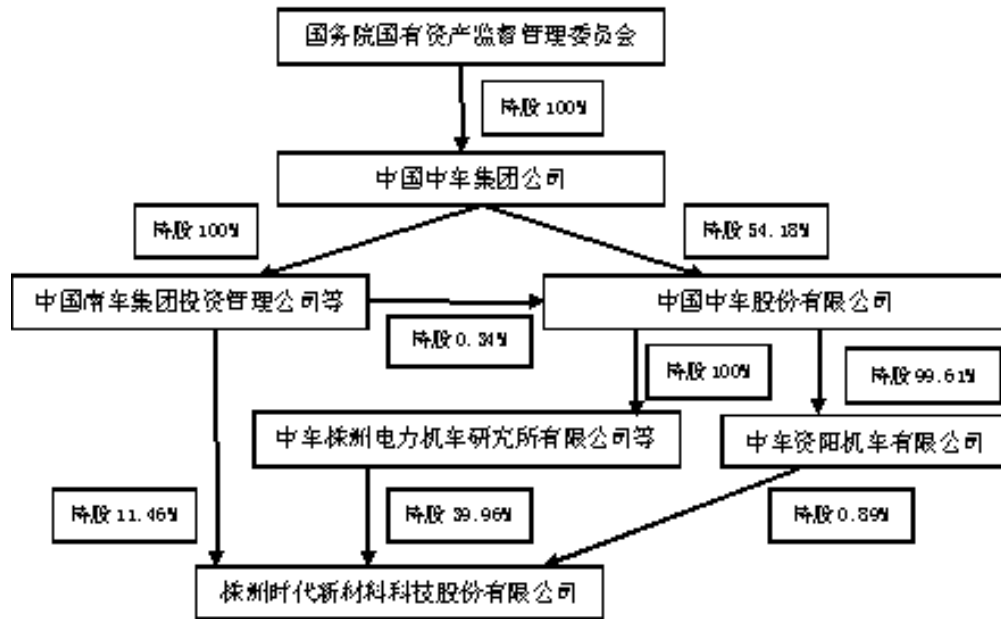 国务院国有资产监督管理委员会
持股 100%
中国中车集团公司
持股 100%
持股 54.18%
中国南车集团投资管理公司等
中国中车股份有限公司
持股 0.34%
持股 100%
持股 99.61%
中车株洲电力机车研究所有限公司等
中车资阳机车有限公司
持股 11.46%
持股 39.96%
持股 0.89%
株洲时代新材料科技股份有限公司